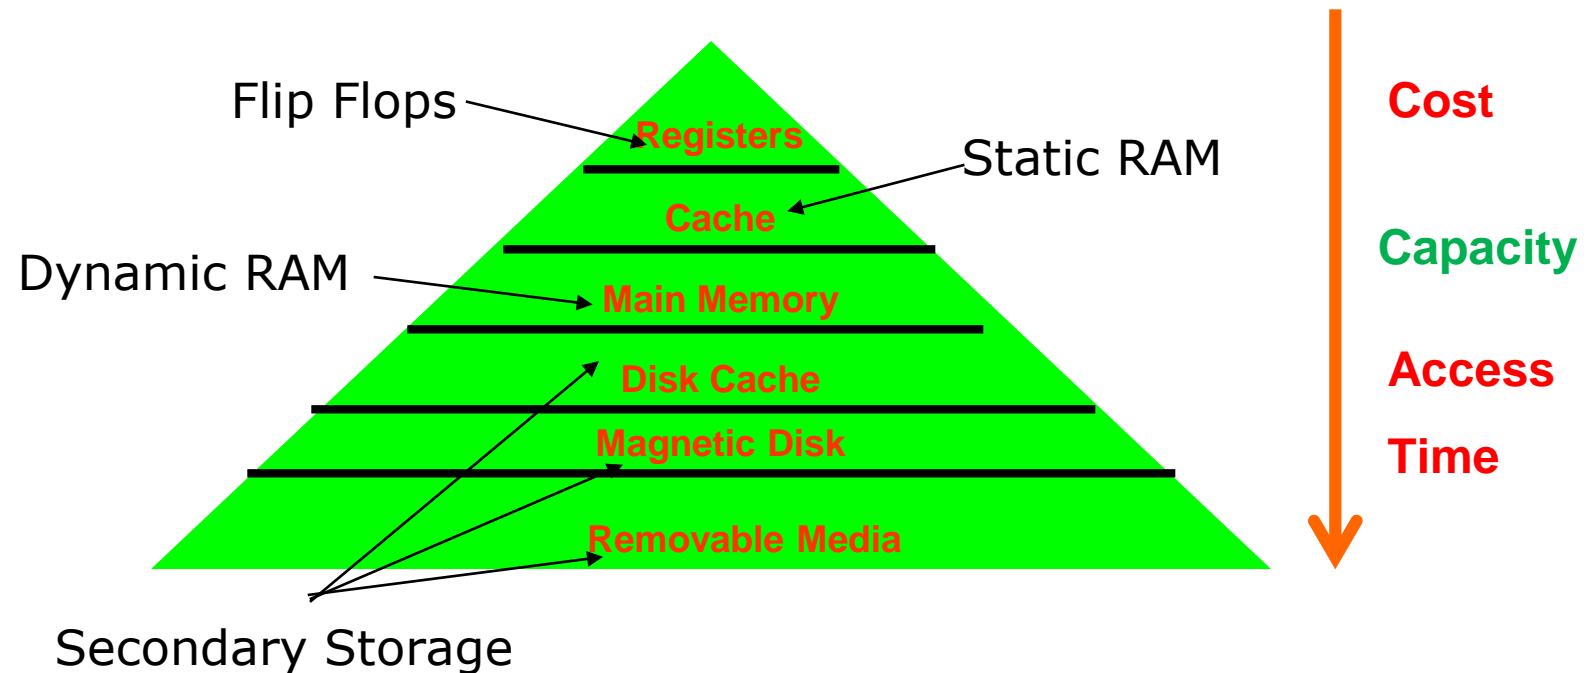 Flip Flops
Registers
Cost
Static RAM
Cache
Capacity
Dynamic RAM
Main Memory
Disk Cache
Access
Magnetic Disk
Time
Removable Media
Secondary Storage